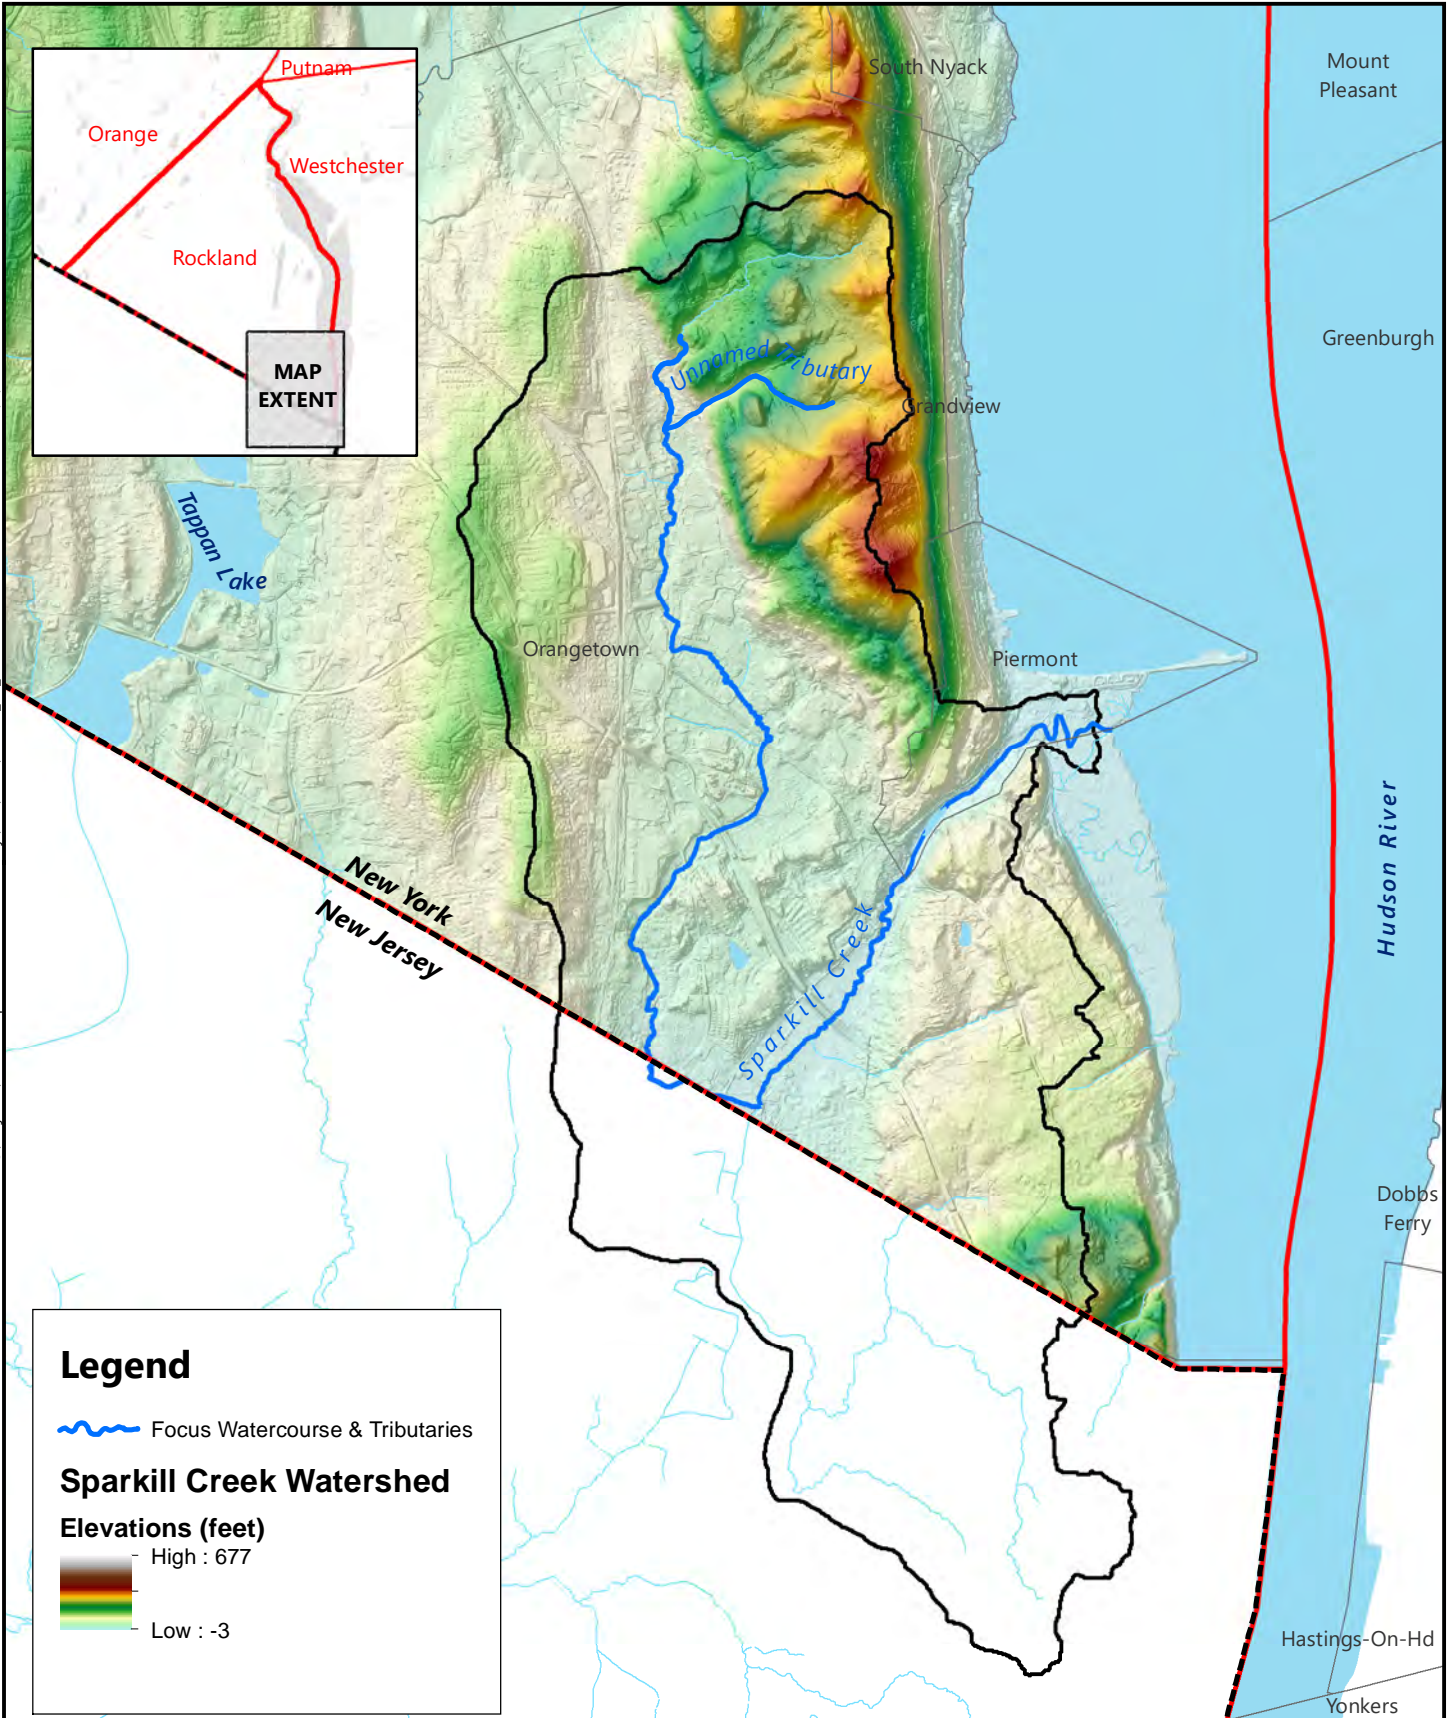 Putnam
Orange
Westchester
Rockland
MAP
EXTENT
South Nyack
Mount
Pleasant
Greenburgh
Unnamed Tributary
Grandview
Tappan Lake
Orangetown
Piermont
Hudson River
New York
New Jersey
Sparkill Creek
Dobbs
Ferry
Legend
Focus Watercourse & Tributaries
Sparkill Creek Watershed
Elevations (feet)
High : 677
Low : -3
Hastings-On-Hd
Yonkers